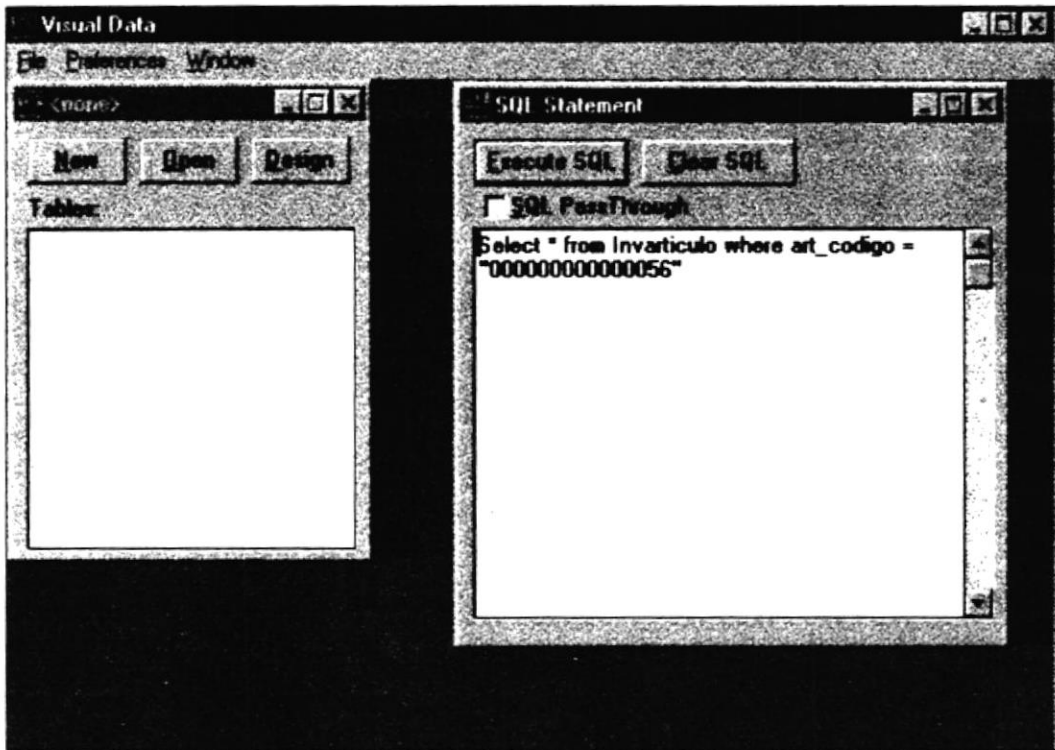 Visual Data
File Preferences Window
<none>
New Open Design
Tables:
SQL Statement
Execute SQL Clear SQL
SQL PassThrough
Select * from Invarticulo where art_codigo =
"000000000000056"